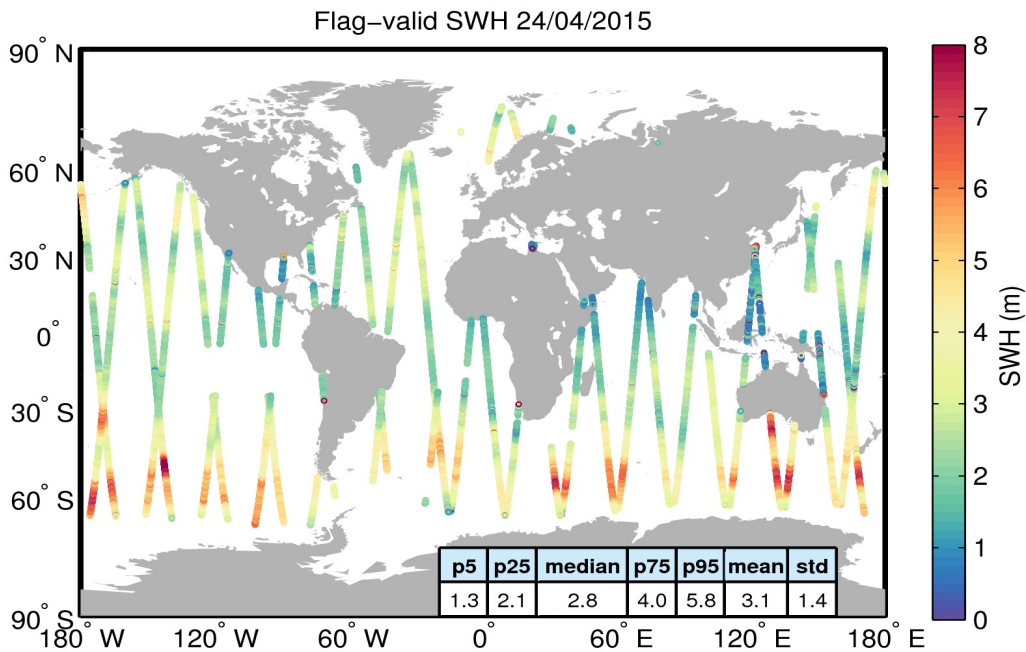 Flag−valid SWH 24/04/2015
90° N
60° N
30° N
0°
30° S
60° S
90° S
180° W
120° W
60° W
0°
60° E
120° E
180° E
p5 p25 median p75 p95 mean std
1.3 2.1 2.8 4.0 5.8 3.1 1.4
8
7
6
5
4
3
2
1
0
SWH (m)